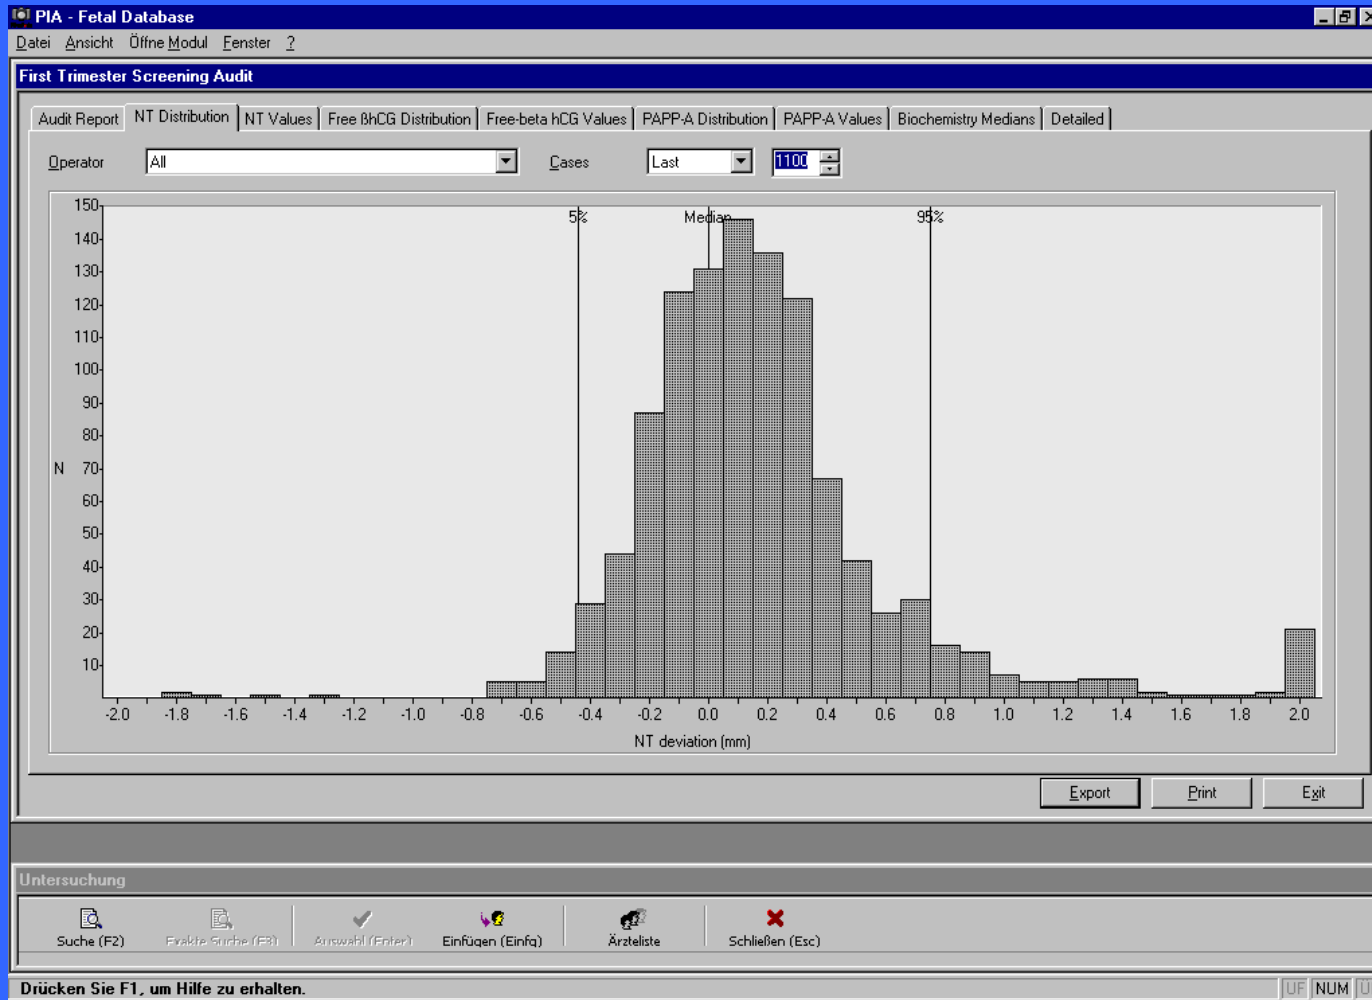 PIA - Fetal Database
Datei Ansicht Öffne Modul Fenster ?
First Trimester Screening Audit
Audit Report NT Distribution NT Values Free ßhCG Distribution Free-beta hCG Values PAPP-A Distribution PAPP-A Values Biochemistry Medians Detailed
Operator All Cases Last 1100
5% Median 95%
150
140
130
120
110
100
90
80
N 70
60
50
40
30
20
10
-2.0 -1.8 -1.6 -1.4 -1.2 -1.0 -0.8 -0.6 -0.4 -0.2 0.0 0.2 0.4 0.6 0.8 1.0 1.2 1.4 1.6 1.8 2.0
NT deviation (mm)
Export Print Exit
Untersuchung
Suche (F2) Exakte Suche (F3) Auswahl (Enter) Einfügen (Einfg) Ärzteliste Schließen (Esc)
Drücken Sie F1, um Hilfe zu erhalten. UF NUM